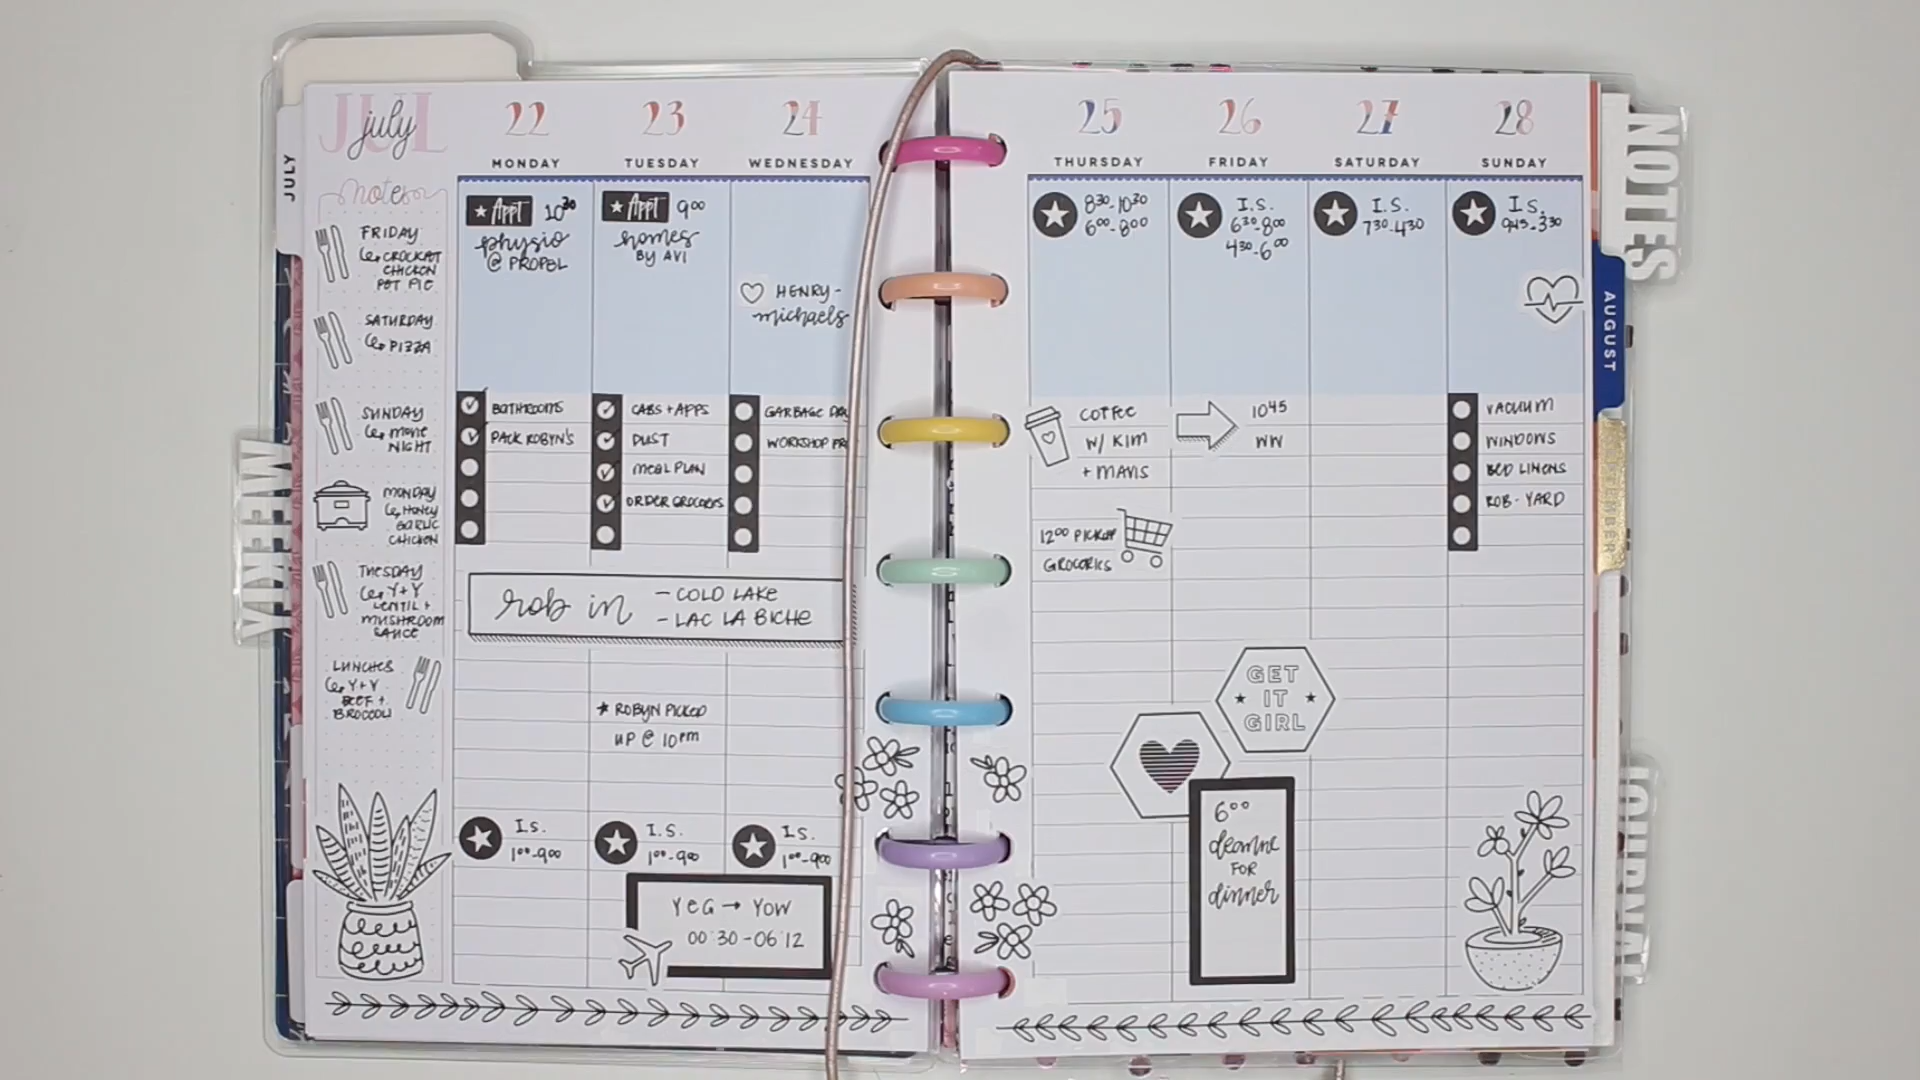 JUL
july
22
MONDAY
23
TUESDAY
24
WEDNESDAY
25
THURSDAY
26
FRIDAY
27
SATURDAY
28
SUNDAY
JULY
WEEKLY
NOTES
AUGUST
SEPTEMBER
JOURNAL
notes
FRIDAY
CROCKPOT
CHICKEN
POT PIE
SATURDAY
PIZZA
SUNDAY
MOVIE
NIGHT
MONDAY
HONEY
GARLIC
CHICKEN
TUESDAY
Y+Y
LENTIL +
MUSHROOM
SAUCE
LUNCHES
Y+Y
BEEF +
BROCCOLI
Appt 10³⁰
physio
@ PROPEL
BATHROOMS
PACK ROBYN'S
rob in
- COLD LAKE
- LAC LA BICHE
I.S.
1⁰⁰-9⁰⁰
Appt 9⁰⁰
homes
BY AVI
CABS + APPS
DUST
MEAL PLAN
ORDER GROCERIES
* ROBYN PICKED
UP @ 10pm
I.S.
1⁰⁰-9⁰⁰
YEG → YOW
00:30-06:12
HENRY-
michaels
GARBAGE
WORKSHOP
I.S.
1⁰⁰-9⁰⁰
8³⁰-10³⁰
6⁰⁰-8⁰⁰
COFFEE
W/ KIM
+ MAVIS
12⁰⁰ PICKUP
GROCERIES
I.S.
6³⁰-8⁰⁰
4³⁰-6⁰⁰
10⁴⁵
WW
GET
IT
GIRL
6⁰⁰
deanne
FOR
dinner
I.S.
7³⁰-4³⁰
I.S.
9⁴⁵-3³⁰
VACUUM
WINDOWS
BED LINENS
ROB - YARD